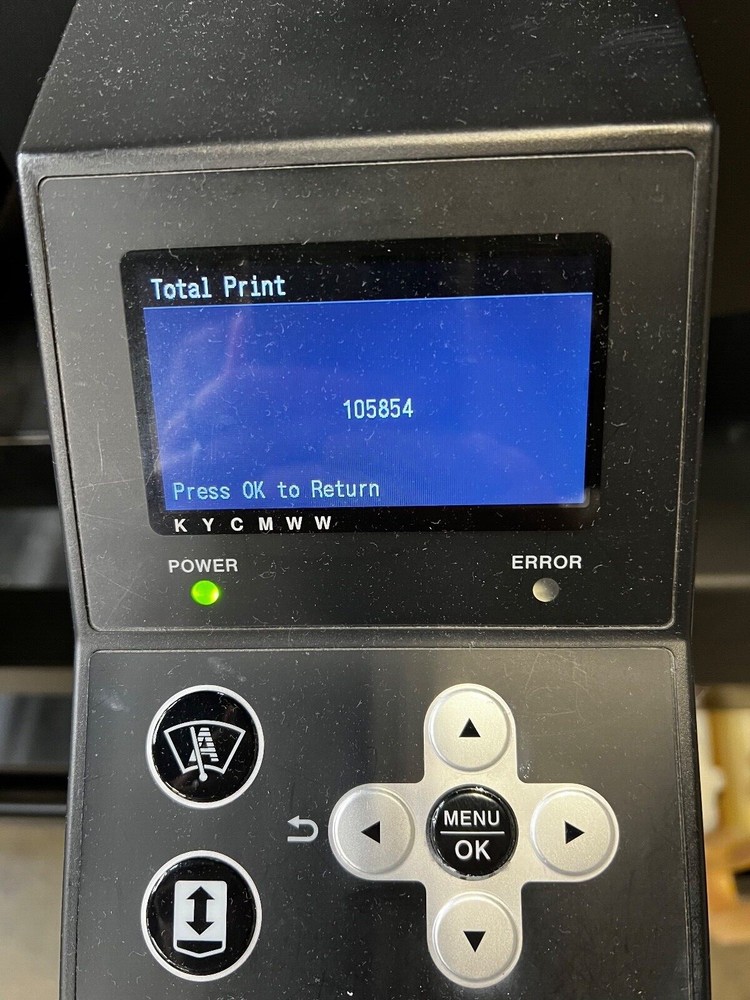 Total Print
105854
Press OK to Return
K Y C M W W
POWER
ERROR
A
MENU
OK